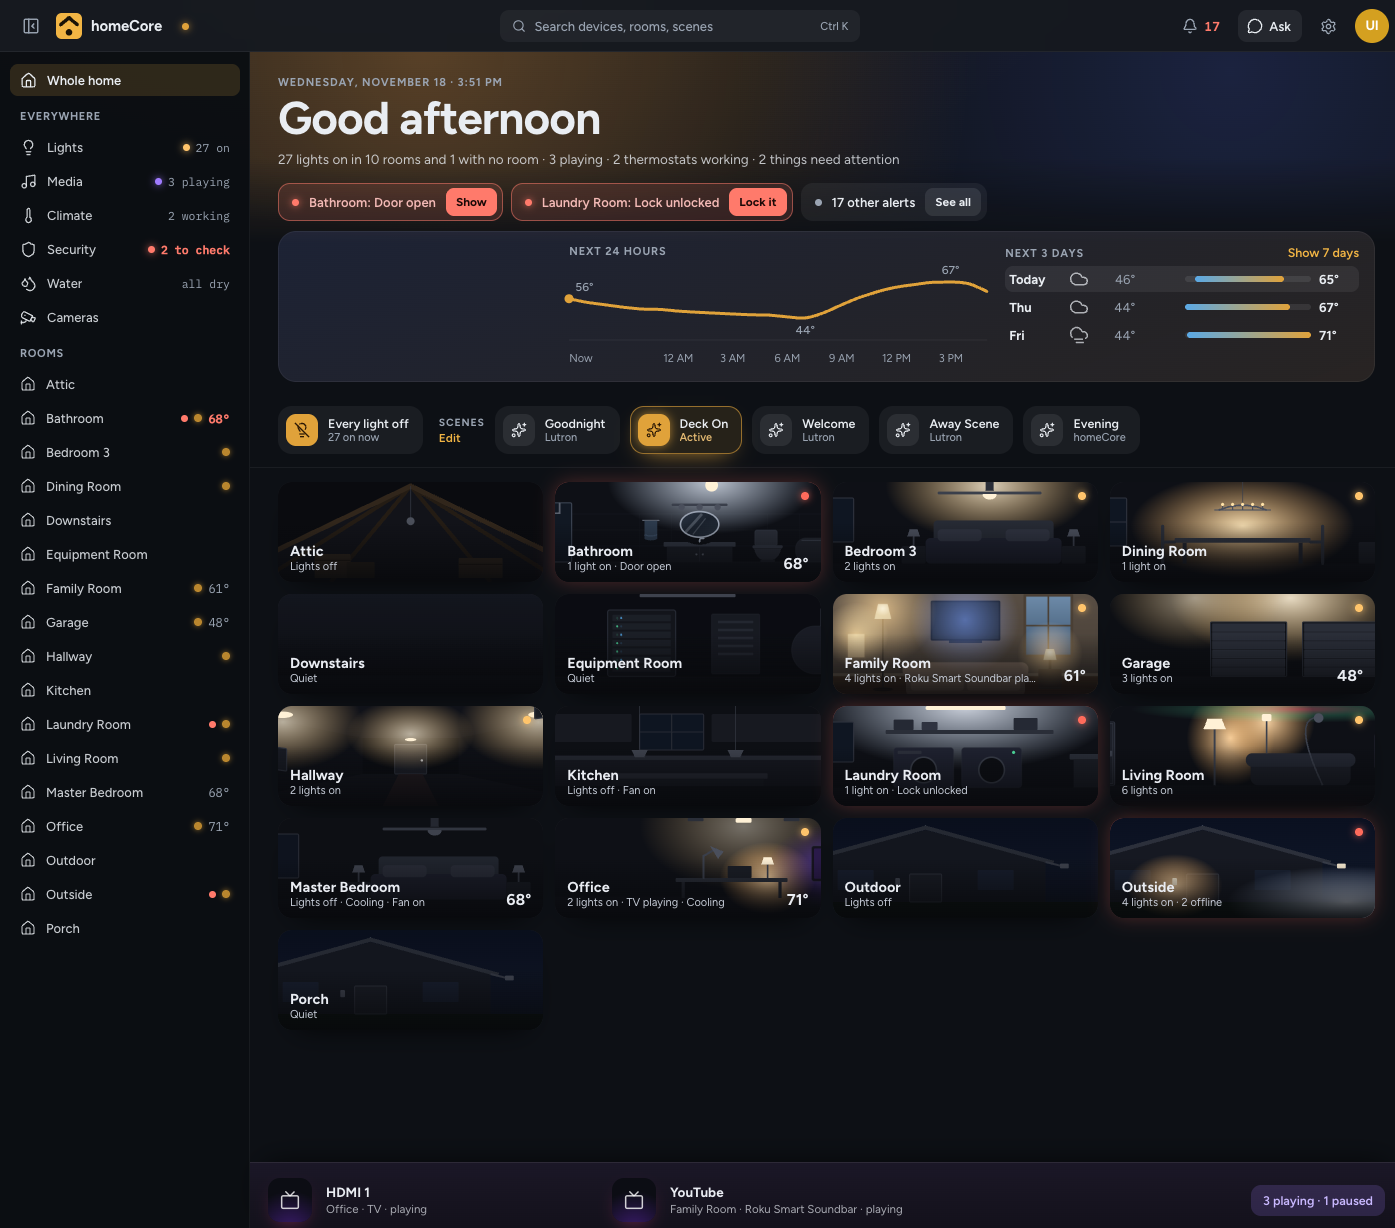 homeCore
Search devices, rooms, scenes
Ctrl K
17
Ask
UI
Whole home
EVERYWHERE
Lights
27 on
Media
3 playing
Climate
2 working
Security
2 to check
Water
all dry
Cameras
ROOMS
Attic
Bathroom
68°
Bedroom 3
Dining Room
Downstairs
Equipment Room
Family Room
61°
Garage
48°
Hallway
Kitchen
Laundry Room
Living Room
Master Bedroom
68°
Office
71°
Outdoor
Outside
Porch
WEDNESDAY, NOVEMBER 18 · 3:51 PM
Good afternoon
27 lights on in 10 rooms and 1 with no room · 3 playing · 2 thermostats working · 2 things need attention
Bathroom: Door open
Show
Laundry Room: Lock unlocked
Lock it
17 other alerts
See all
NEXT 24 HOURS
56°
44°
67°
Now
12 AM
3 AM
6 AM
9 AM
12 PM
3 PM
NEXT 3 DAYS
Show 7 days
Today
46°
65°
Thu
44°
67°
Fri
44°
71°
Every light off
27 on now
SCENES
Edit
Goodnight
Lutron
Deck On
Active
Welcome
Lutron
Away Scene
Lutron
Evening
homeCore
Attic
Lights off
Bathroom
1 light on · Door open
68°
Bedroom 3
2 lights on
Dining Room
1 light on
Downstairs
Quiet
Equipment Room
Quiet
Family Room
4 lights on · Roku Smart Soundbar pla...
61°
Garage
3 lights on
48°
Hallway
2 lights on
Kitchen
Lights off · Fan on
Laundry Room
1 light on · Lock unlocked
Living Room
6 lights on
Master Bedroom
Lights off · Cooling · Fan on
68°
Office
2 lights on · TV playing · Cooling
71°
Outdoor
Lights off
Outside
4 lights on · 2 offline
Porch
Quiet
HDMI 1
Office · TV · playing
YouTube
Family Room · Roku Smart Soundbar · playing
3 playing · 1 paused